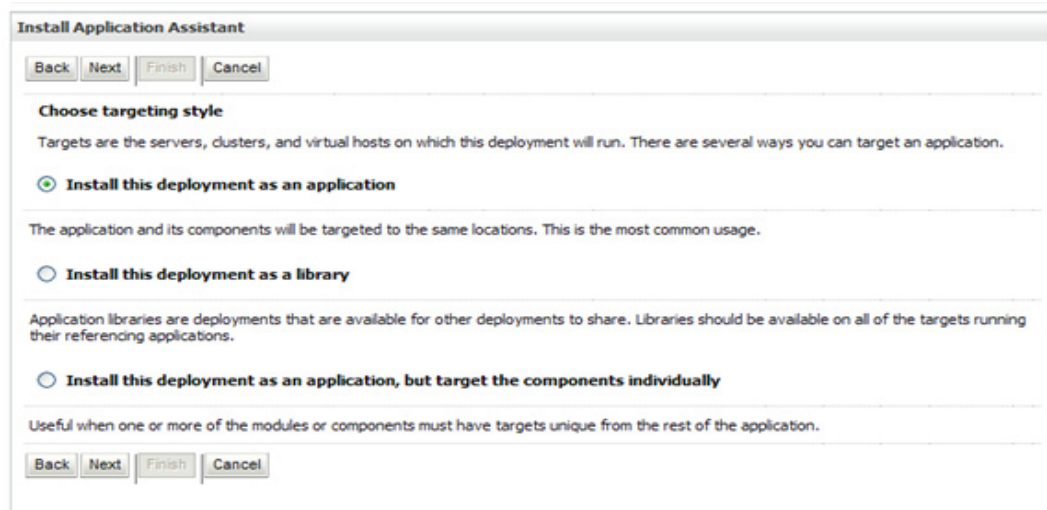 Install Application Assistant
Back Next Finish Cancel
Choose targeting style
Targets are the servers, clusters, and virtual hosts on which this deployment will run. There are several ways you can target an application.
Install this deployment as an application
The application and its components will be targeted to the same locations. This is the most common usage.
Install this deployment as a library
Application libraries are deployments that are available for other deployments to share. Libraries should be available on all of the targets running
their referencing applications.
Install this deployment as an application, but target the components individually
Useful when one or more of the modules or components must have targets unique from the rest of the application.
Back Next Finish Cancel